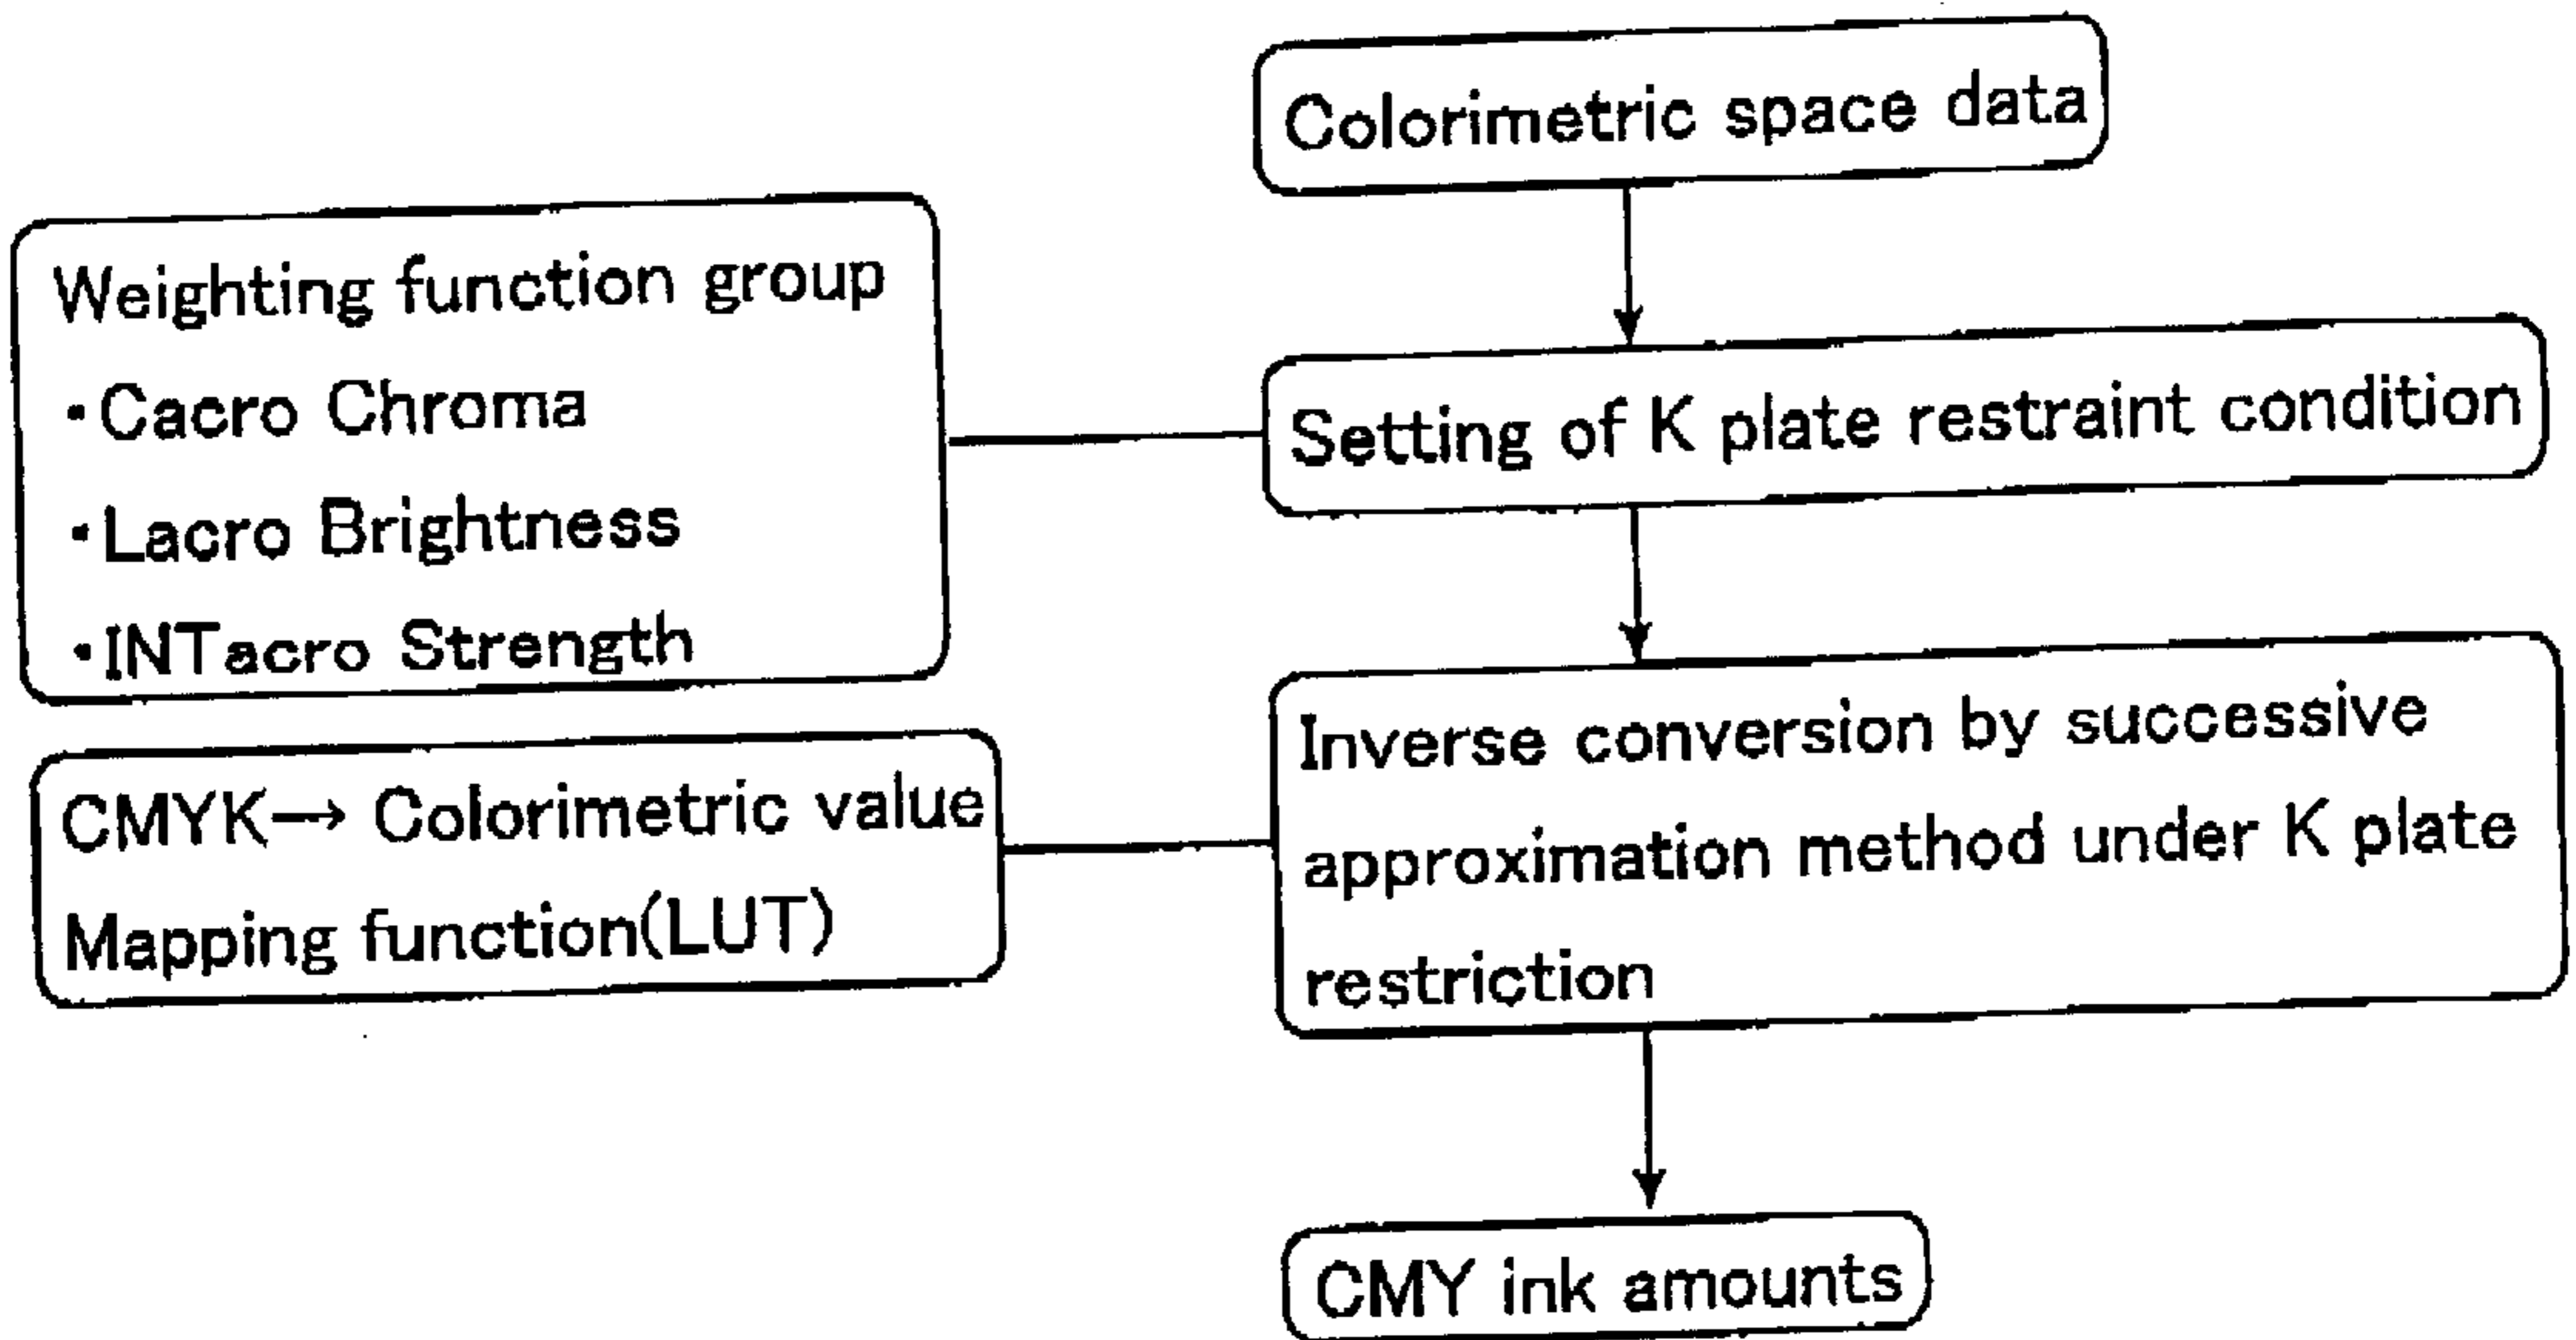 Colorimetric space data
Weighting function group
・Cacro Chroma
・Lacro Brightness
・INTacro Strength
Setting of K plate restraint condition
CMYK→ Colorimetric value
Mapping function(LUT)
Inverse conversion by successive
approximation method under K plate
restriction
CMY ink amounts